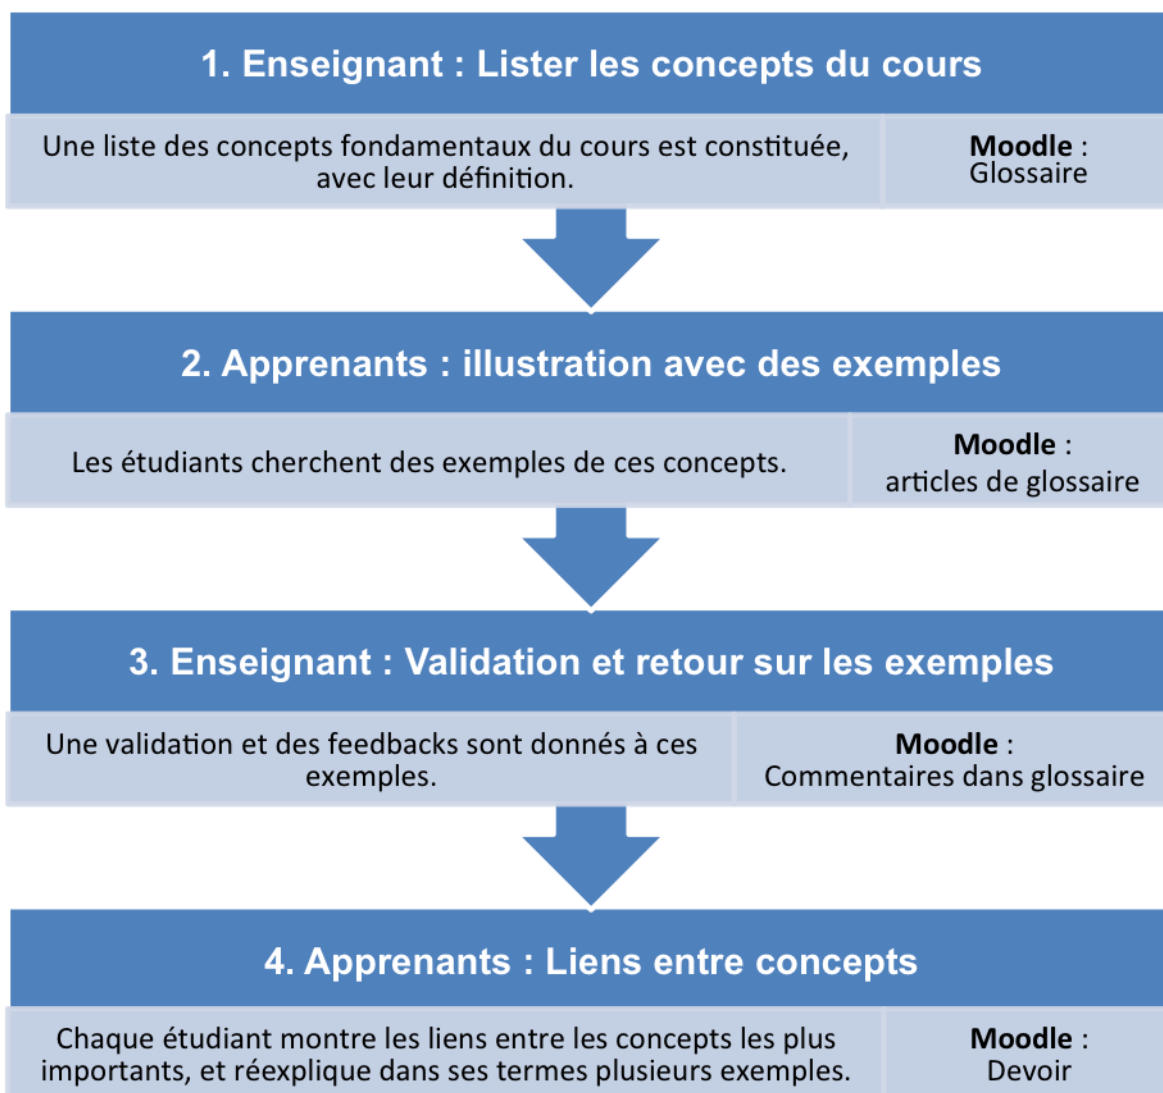 1. Enseignant : Lister les concepts du cours
Une liste des concepts fondamentaux du cours est constituée,
avec leur définition.
Moodle :
Glossaire
2. Apprenants : illustration avec des exemples
Les étudiants cherchent des exemples de ces concepts.
Moodle :
articles de glossaire
3. Enseignant : Validation et retour sur les exemples
Une validation et des feedbacks sont donnés à ces
exemples.
Moodle :
Commentaires dans glossaire
4. Apprenants : Liens entre concepts
Chaque étudiant montre les liens entre les concepts les plus
importants, et réexplique dans ses termes plusieurs exemples.
Moodle :
Devoir